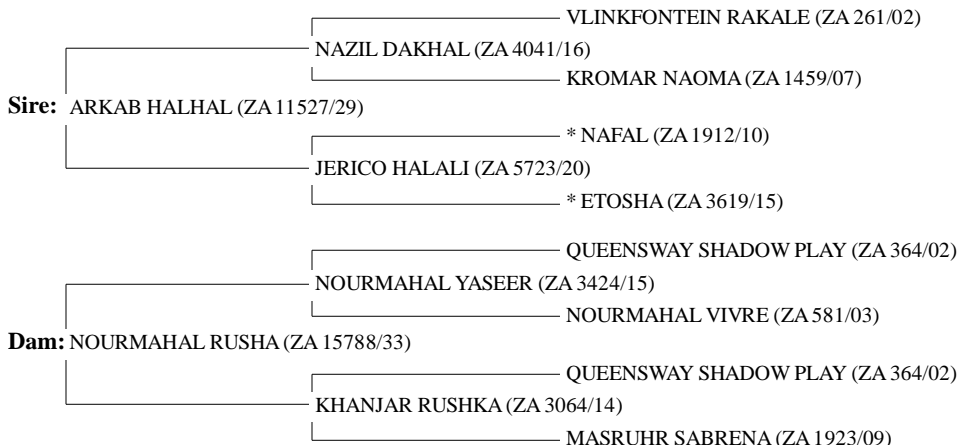 VLINKFONTEIN RAKALE (ZA 261/02)
NAZIL DAKHAL (ZA 4041/16)
KROMAR NAOMA (ZA 1459/07)
Sire: ARKAB HALHAL (ZA 11527/29)
* NAFAL (ZA 1912/10)
JERICO HALALI (ZA 5723/20)
* ETOSHA (ZA 3619/15)
QUEENSWAY SHADOW PLAY (ZA 364/02)
NOURMAHAL YASEER (ZA 3424/15)
NOURMAHAL VIVRE (ZA 581/03)
Dam: NOURMAHAL RUSHA (ZA 15788/33)
QUEENSWAY SHADOW PLAY (ZA 364/02)
KHANJAR RUSHKA (ZA 3064/14)
MASRUHR SABRENA (ZA 1923/09)